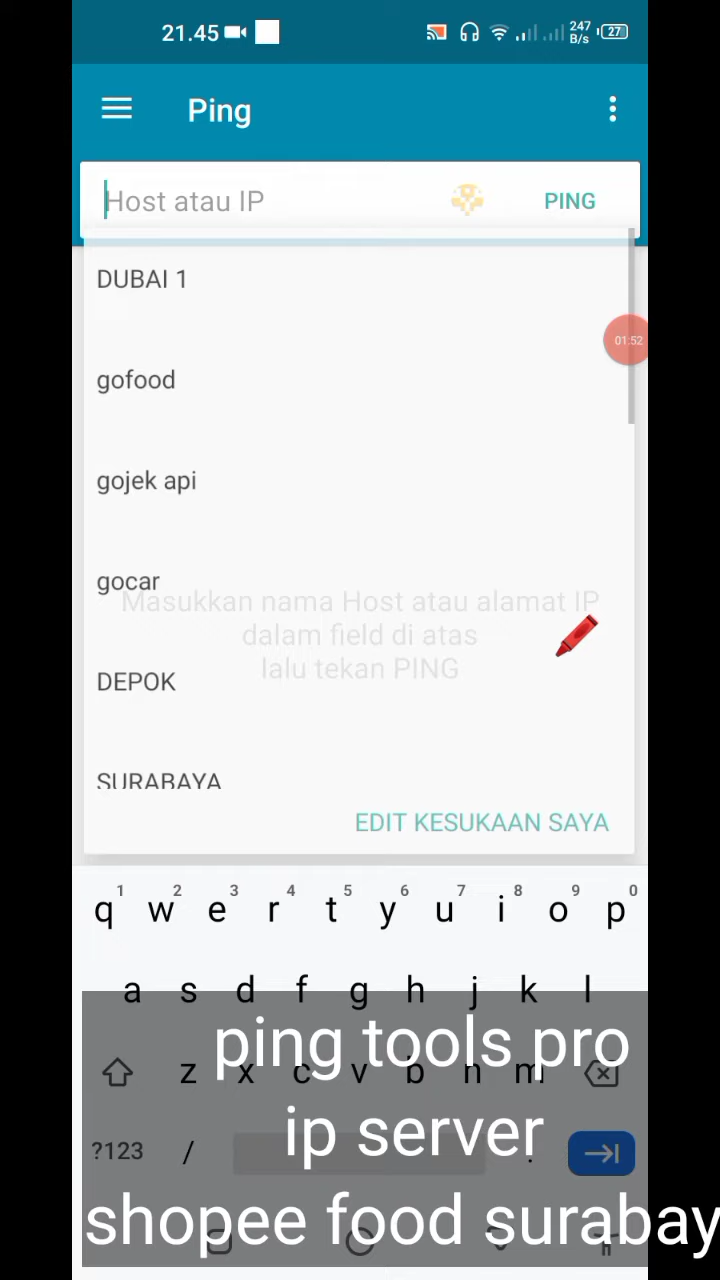 21.45
247
B/s
27
Ping
Host atau IP
PING
DUBAI 1
01.52
gofood
gojek api
gocar
Masukkan nama Host atau alamat IP
dalam field di atas
lalu tekan PING
DEPOK
SURABAYA
EDIT KESUKAAN SAYA
1 2 3 4 5 6 7 8 9 0
q w e r t y u i o p
a s d f g h j k l
z x c v b n m
?123 / .
ping tools pro
ip server
shopee food surabay